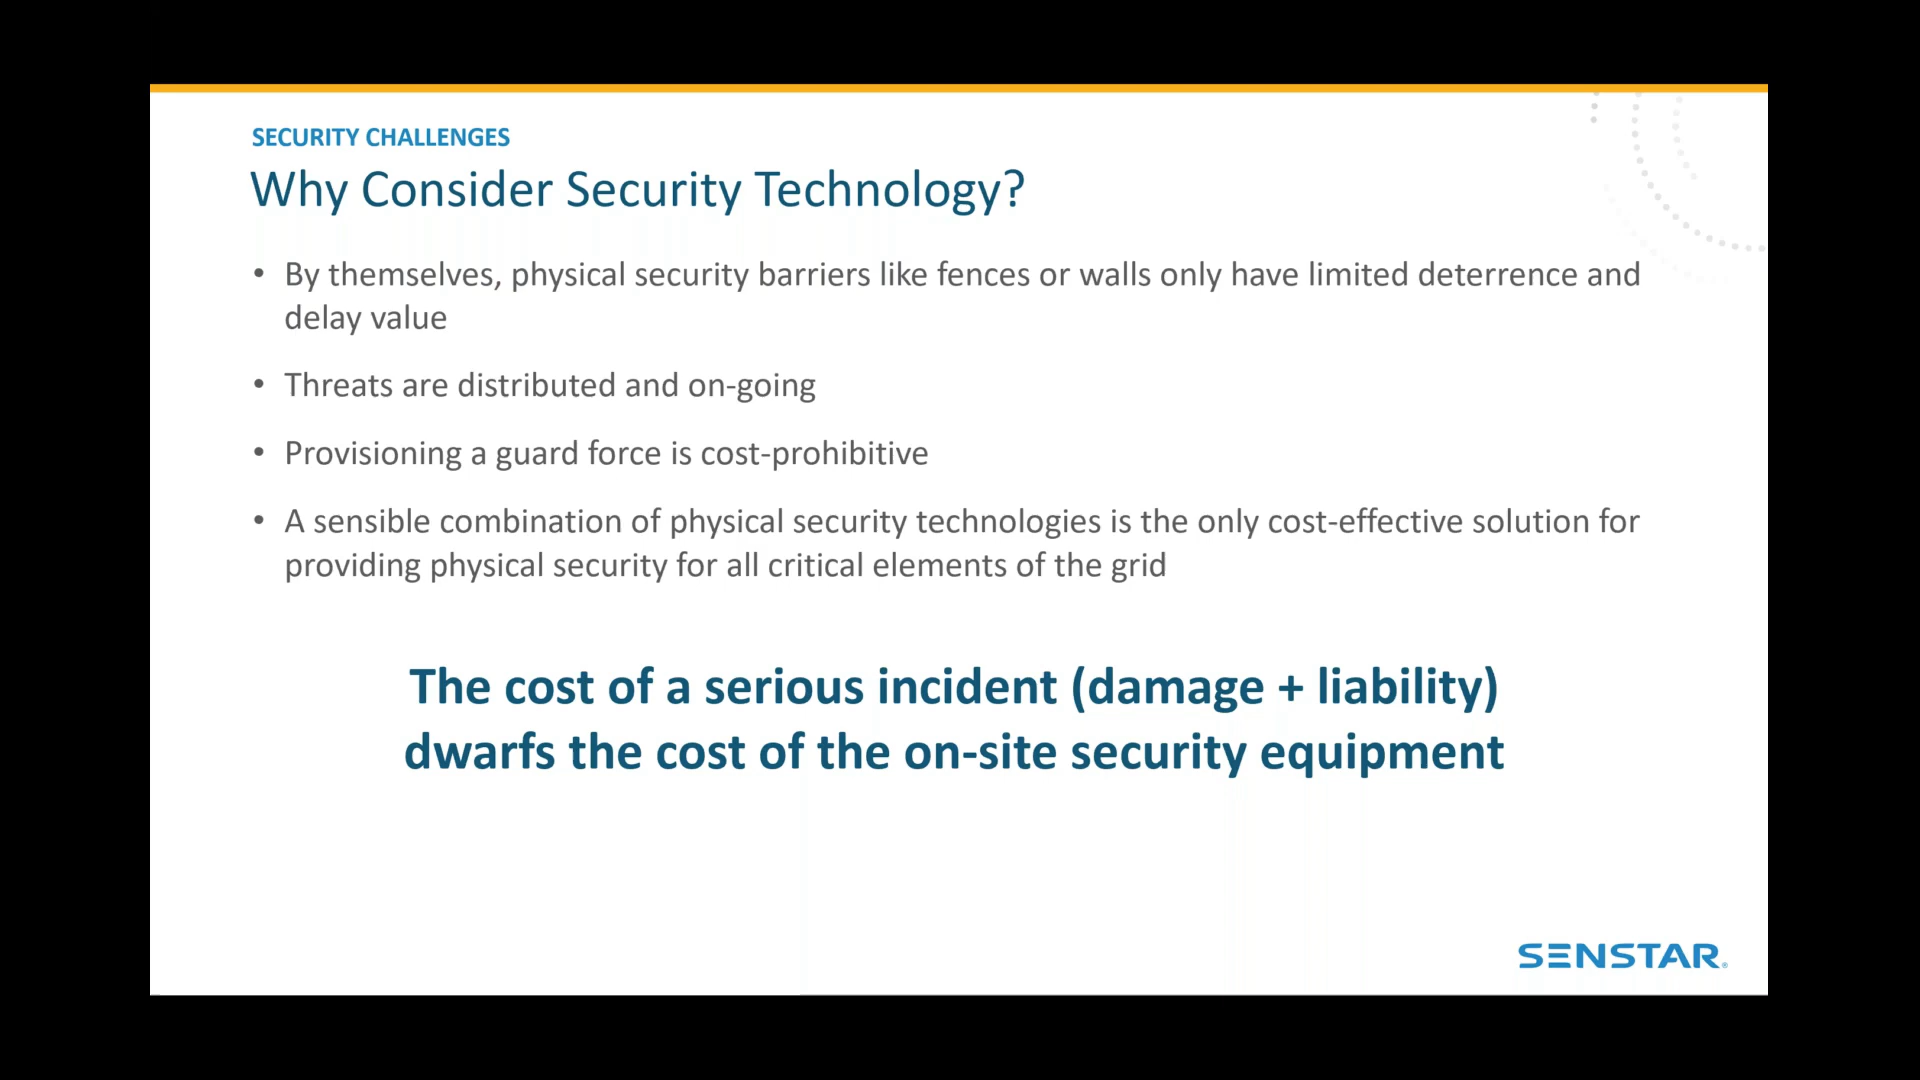 SECURITY CHALLENGES
Why Consider Security Technology?
• By themselves, physical security barriers like fences or walls only have limited deterrence and
delay value
• Threats are distributed and on-going
• Provisioning a guard force is cost-prohibitive
• A sensible combination of physical security technologies is the only cost-effective solution for
providing physical security for all critical elements of the grid
The cost of a serious incident (damage + liability)
dwarfs the cost of the on-site security equipment
SENSTAR®